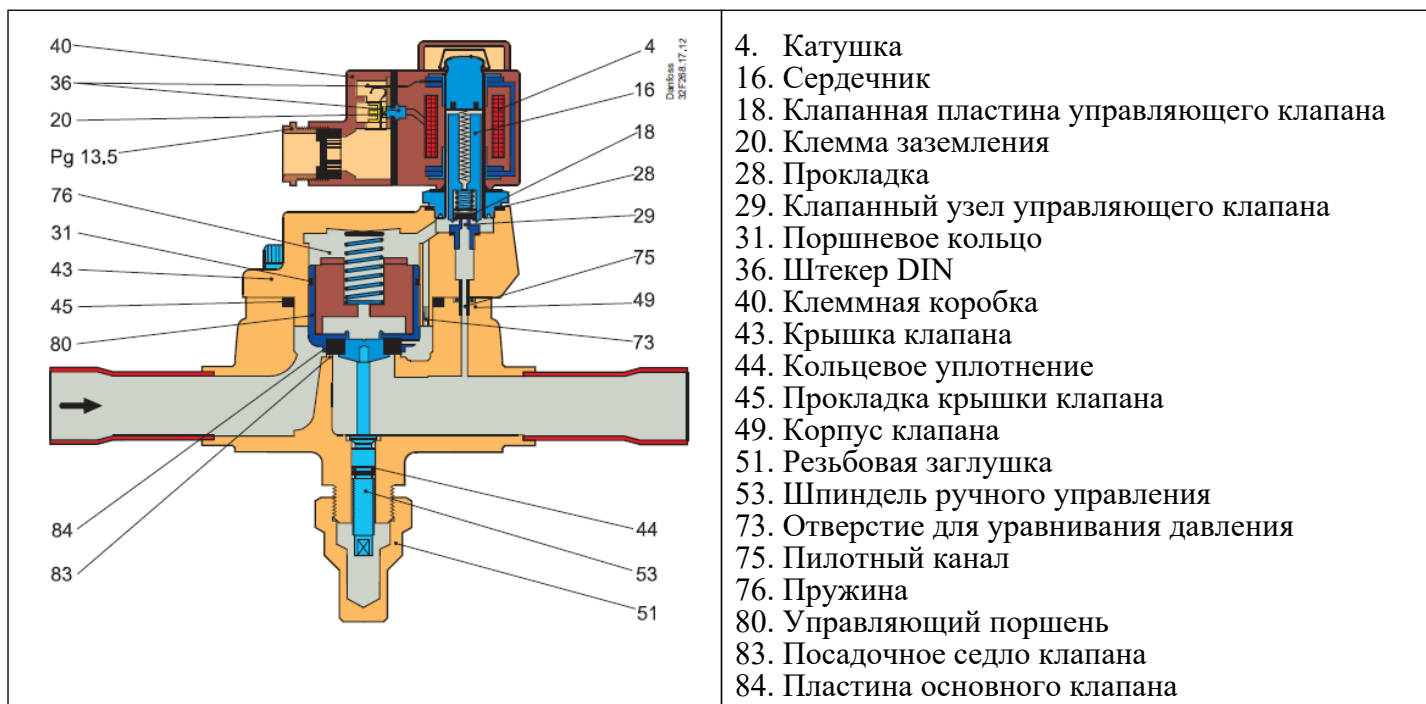 40
36
20
Pg 13.5
76
31
43
45
80
84
83
4
16
18
28
29
75
49
73
44
53
51
Danfoss
32F268.17.12
4. Катушка
16. Сердечник
18. Клапанная пластина управляющего клапана
20. Клемма заземления
28. Прокладка
29. Клапанный узел управляющего клапана
31. Поршневое кольцо
36. Штекер DIN
40. Клеммная коробка
43. Крышка клапана
44. Кольцевое уплотнение
45. Прокладка крышки клапана
49. Корпус клапана
51. Резьбовая заглушка
53. Шпиндель ручного управления
73. Отверстие для уравнивания давления
75. Пилотный канал
76. Пружина
80. Управляющий поршень
83. Посадочное седло клапана
84. Пластина основного клапана